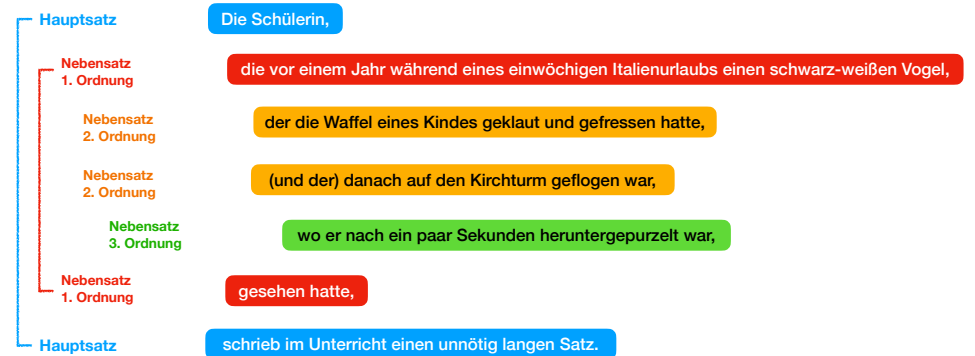 Hauptsatz Die Schülerin,
Nebensatz
1. Ordnung die vor einem Jahr während eines einwöchigen Italienurlaubs einen schwarz-weißen Vogel,
Nebensatz
2. Ordnung der die Waffel eines Kindes geklaut und gefressen hatte,
Nebensatz
2. Ordnung (und der) danach auf den Kirchturm geflogen war,
Nebensatz
3. Ordnung wo er nach ein paar Sekunden heruntergepurzelt war,
Nebensatz
1. Ordnung gesehen hatte,
Hauptsatz schrieb im Unterricht einen unnötig langen Satz.